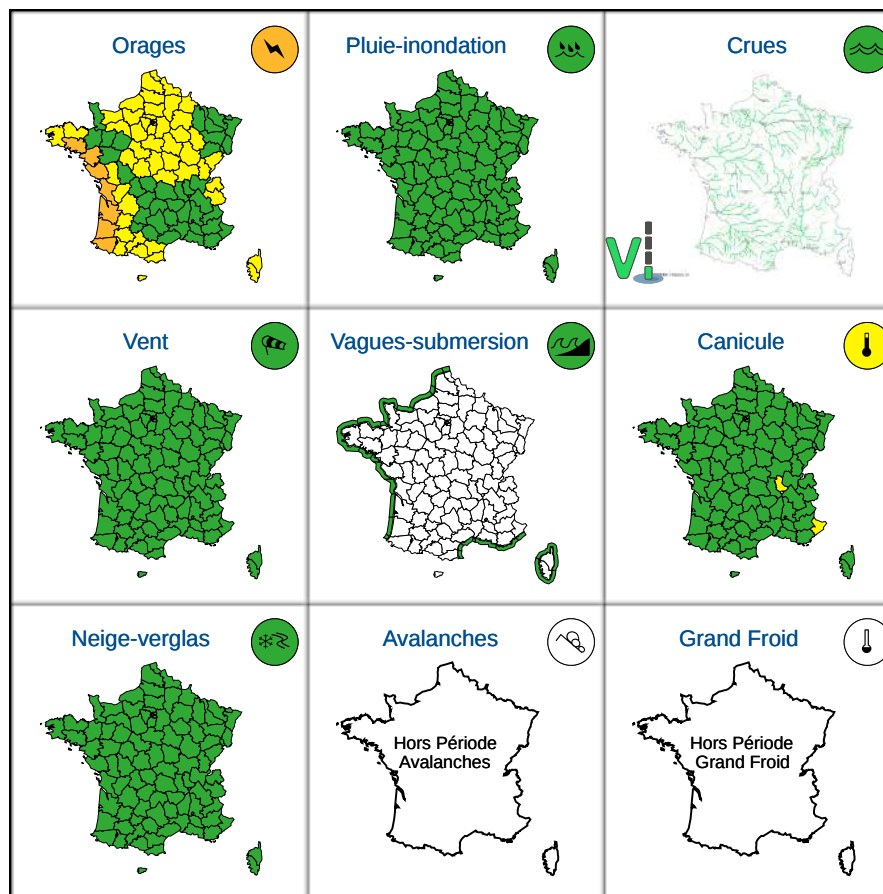 Orages
Pluie-inondation
Crues
Vent
Vagues-submersion
Canicule
Neige-verglas
Avalanches
Grand Froid
Hors Période
Avalanches
Hors Période
Grand Froid